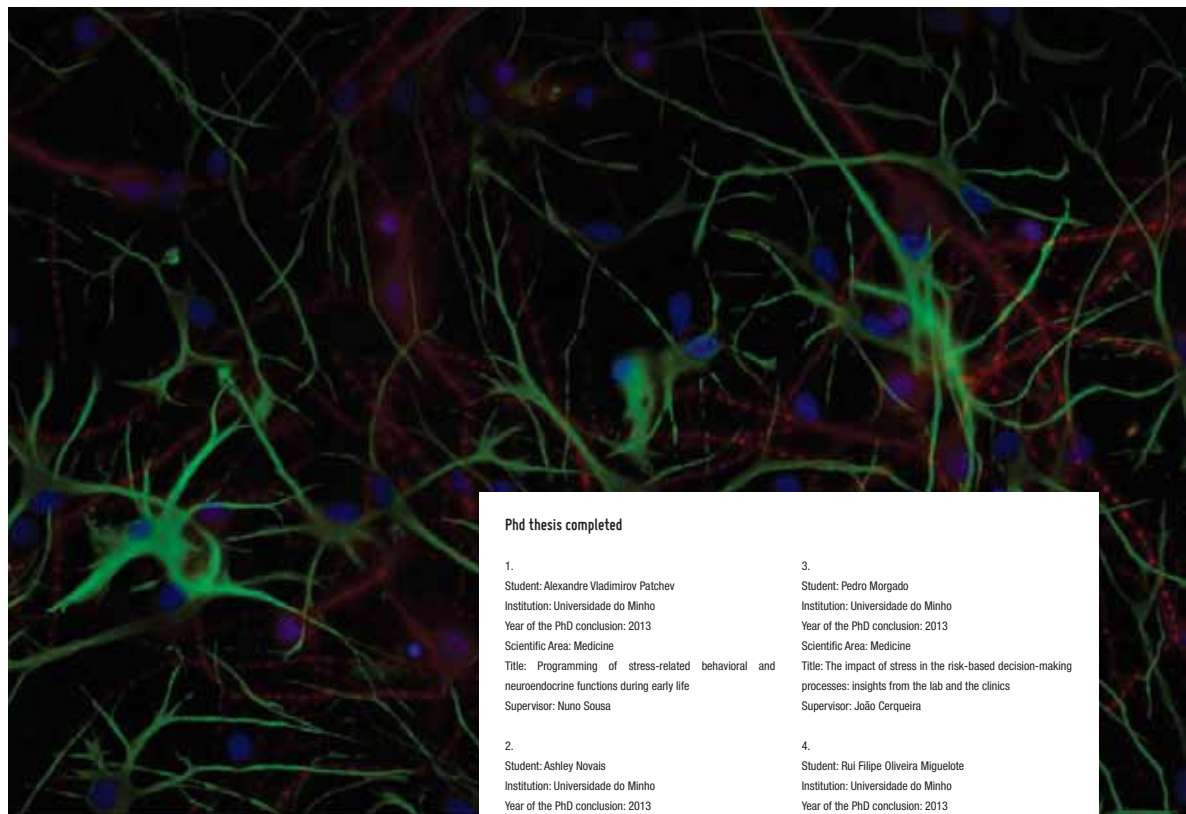 Phd thesis completed
1.
Student: Alexandre Vladimirov Patchev
Institution: Universidade do Minho
Year of the PhD conclusion: 2013
Scientific Area: Medicine
Title: Programming of stress-related behavioral and
neuroendocrine functions during early life
Supervisor: Nuno Sousa
2.
Student: Ashley Novais
Institution: Universidade do Minho
Year of the PhD conclusion: 2013
3.
Student: Pedro Morgado
Institution: Universidade do Minho
Year of the PhD conclusion: 2013
Scientific Area: Medicine
Title: The impact of stress in the risk-based decision-making
processes: insights from the lab and the clinics
Supervisor: João Cerqueira
4.
Student: Rui Filipe Oliveira Miguelote
Institution: Universidade do Minho
Year of the PhD conclusion: 2013